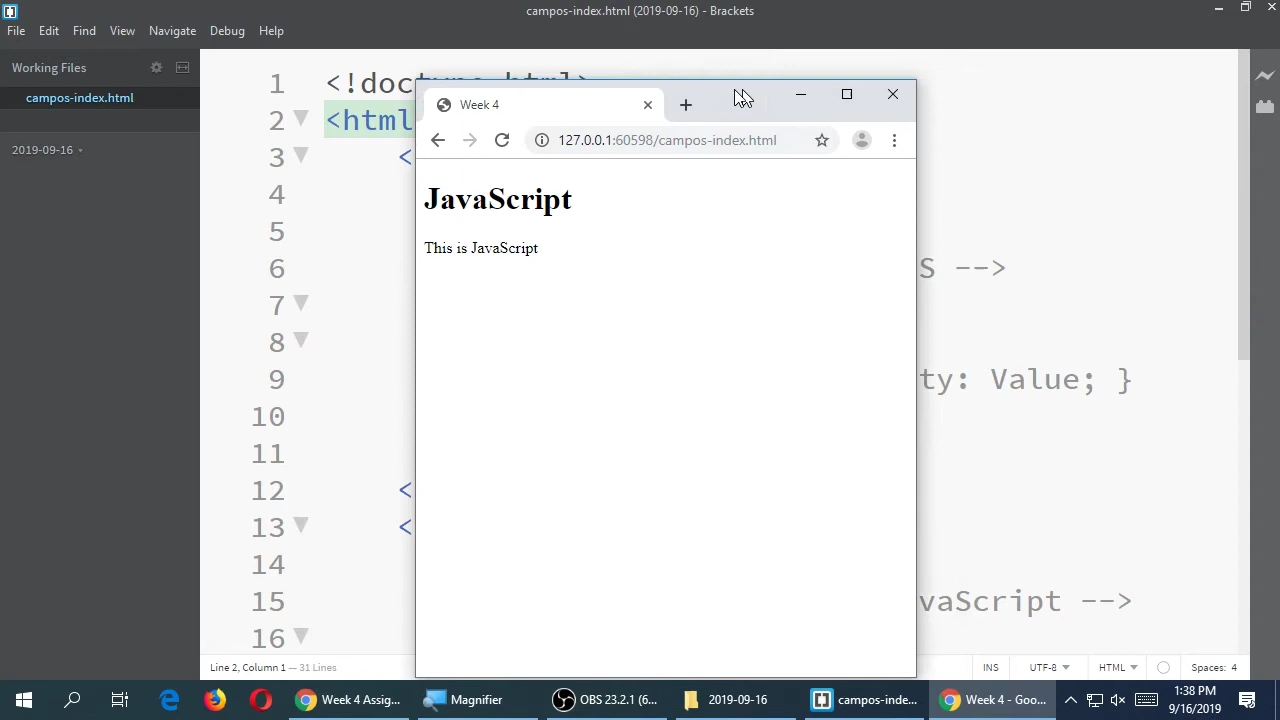 campos-index.html (2019-09-16) - Brackets
File Edit Find View Navigate Debug Help
Working Files
campos-index.html
2019-09-16
1 <!doctype html>
2 <html
3 <
4
5
6 S -->
7
8
9 ty: Value; }
10
11
12 <
13 <
14
15 vaScript -->
16
Week 4
127.0.0.1:60598/campos-index.html
JavaScript
This is JavaScript
Line 2, Column 1 — 31 Lines
INS UTF-8 HTML Spaces: 4
Week 4 Assig... Magnifier OBS 23.2.1 (6... 2019-09-16 campos-inde... Week 4 - Goo...
1:38 PM
9/16/2019